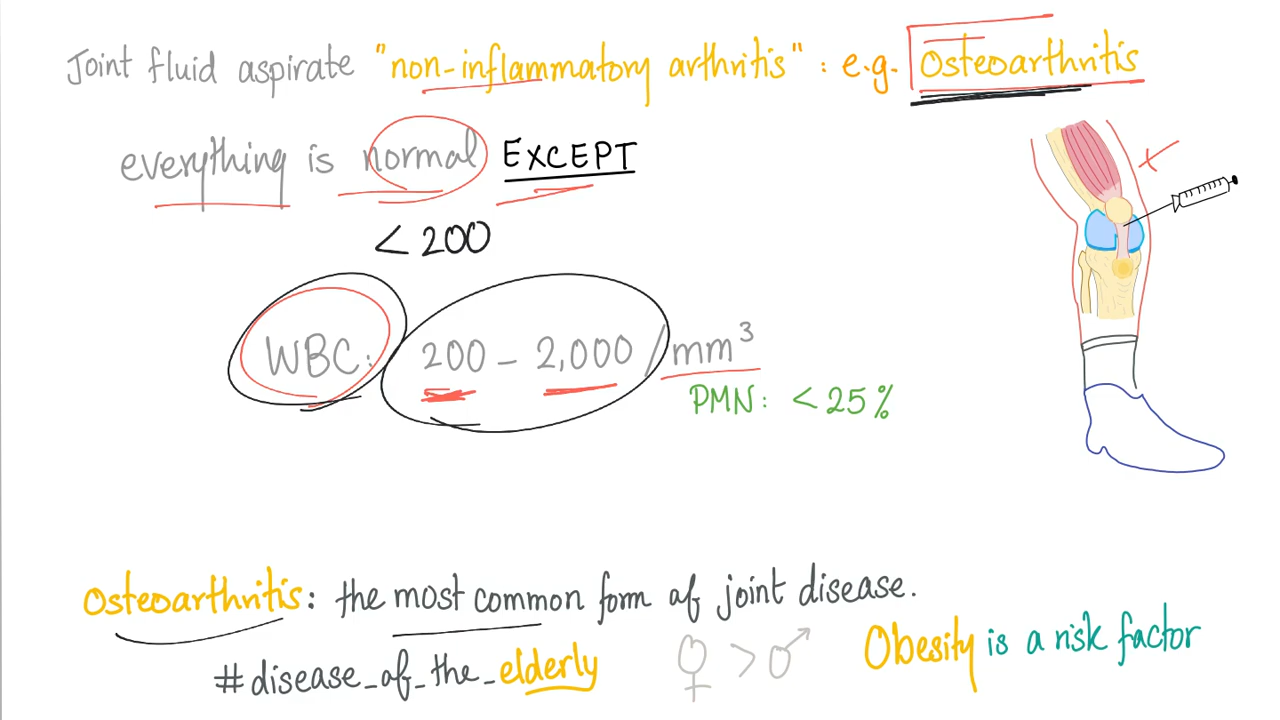 Joint fluid aspirate "non-inflammatory arthritis" : e.g. Osteoarthritis
everything is normal EXCEPT
< 200
WBC: 200 - 2,000 / mm³
PMN: < 25%
Osteoarthritis: the most common form of joint disease.
#disease_of_the_elderly ♀ > ♂ Obesity is a risk factor